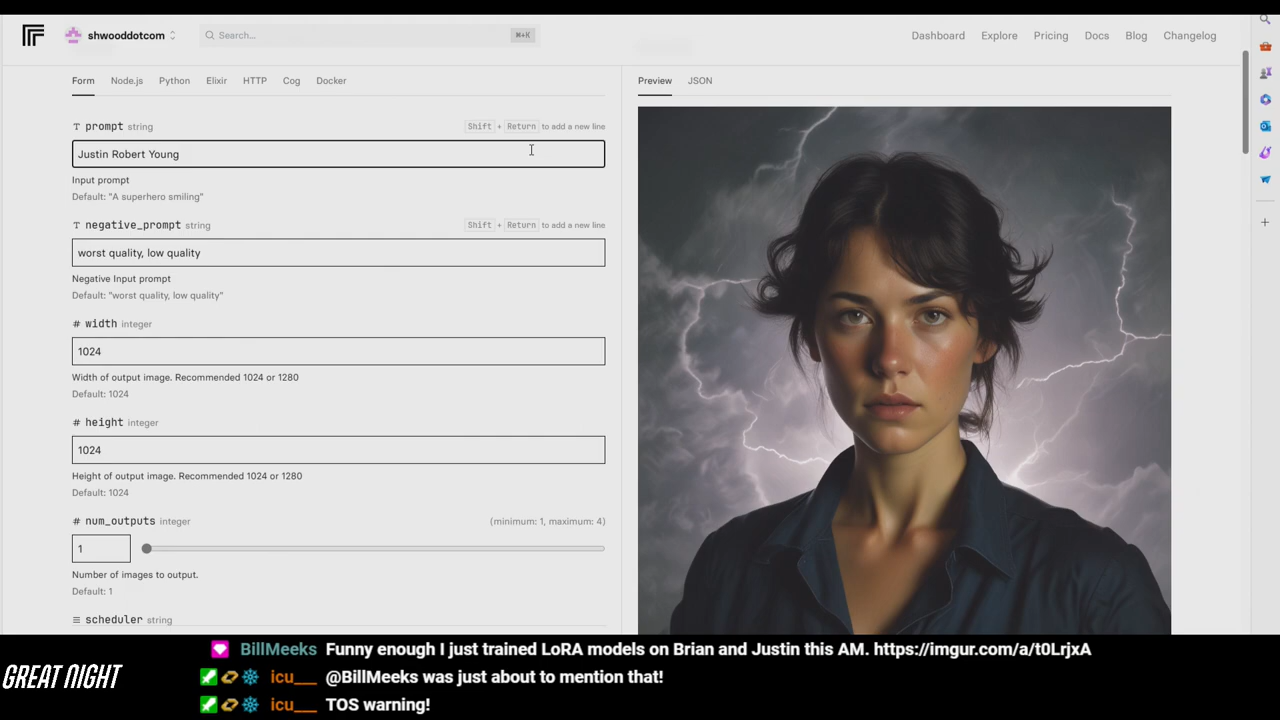 shwooddotcom Search... ⌘+K Dashboard Explore Pricing Docs Blog Changelog
Form Node.js Python Elixir HTTP Cog Docker
Preview JSON
prompt string Shift + Return to add a new line
Justin Robert Young
Input prompt
Default: "A superhero smiling"
negative_prompt string Shift + Return to add a new line
worst quality, low quality
Negative Input prompt
Default: "worst quality, low quality"
# width integer
1024
Width of output image. Recommended 1024 or 1280
Default: 1024
# height integer
1024
Height of output image. Recommended 1024 or 1280
Default: 1024
# num_outputs integer (minimum: 1, maximum: 4)
1
Number of images to output.
Default: 1
scheduler string
GREAT NIGHT
BillMeeks Funny enough I just trained LoRA models on Brian and Justin this AM. https://imgur.com/a/t0LrjxA
icu___ @BillMeeks was just about to mention that!
icu___ TOS warning!